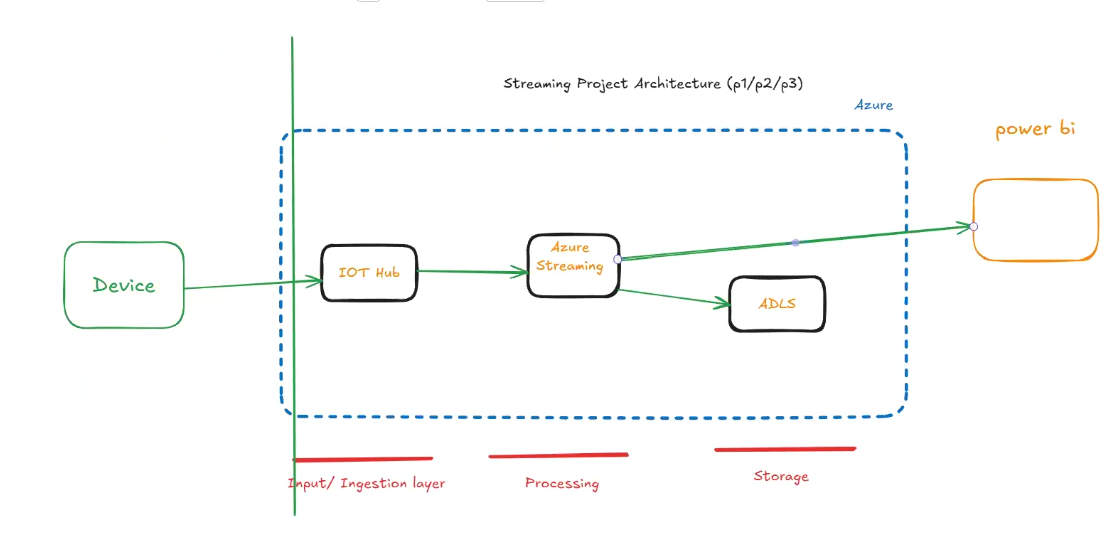 Streaming Project Architecture (p1/p2/p3)
Azure
power bi
Device
IOT Hub
Azure
Streaming
ADLS
Input/ Ingestion layer
Processing
Storage